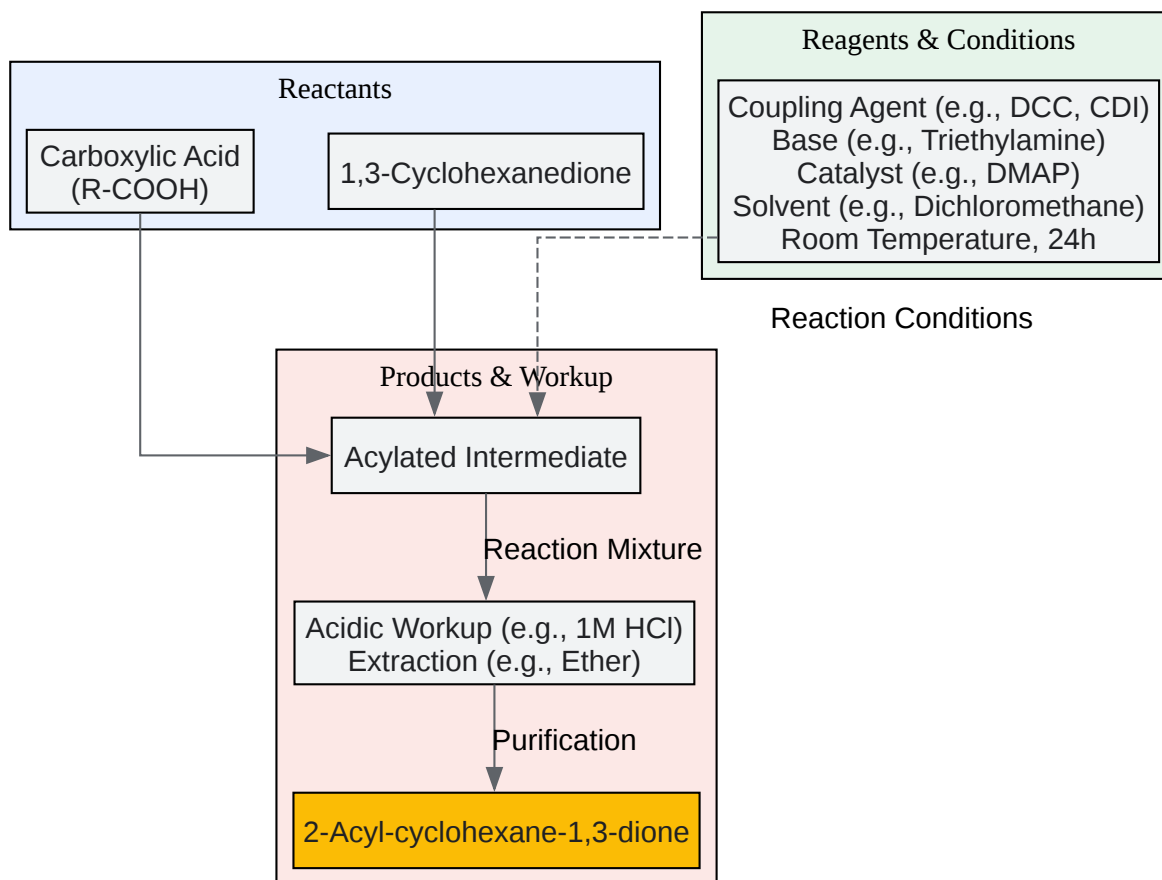 Reagents & Conditions
Reactants
Coupling Agent (e.g., DCC, CDI)
Base (e.g., Triethylamine)
Catalyst (e.g., DMAP)
Solvent (e.g., Dichloromethane)
Room Temperature, 24h
Carboxylic Acid
(R-COOH)
1,3-Cyclohexanedione
Reaction Conditions
Products & Workup
Acylated Intermediate
Reaction Mixture
Acidic Workup (e.g., 1M HCl)
Extraction (e.g., Ether)
Purification
2-Acyl-cyclohexane-1,3-dione